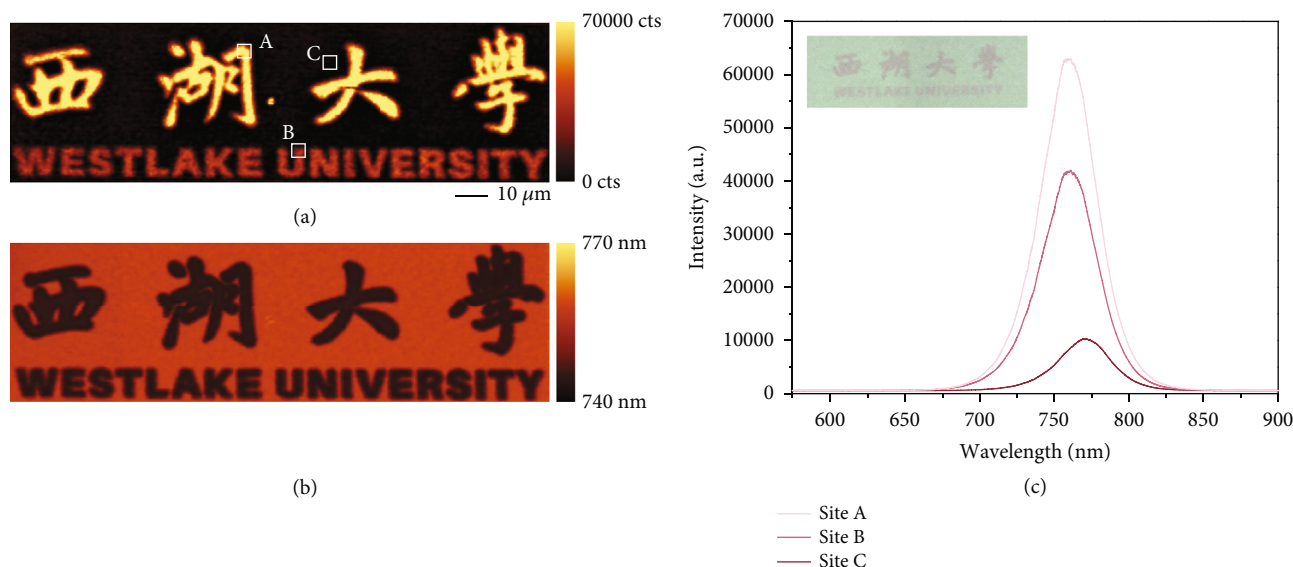 70000 cts
西湖大學
A
C
B
WESTLAKE UNIVERSITY
0 cts
10 μm
(a)
770 nm
西湖大學
WESTLAKE UNIVERSITY
740 nm
(b)
70000
60000
50000
40000
30000
20000
10000
0
Intensity (a.u.)
西湖大學
WESTLAKE UNIVERSITY
600 650 700 750 800 850 900
Wavelength (nm)
(c)
Site A
Site B
Site C